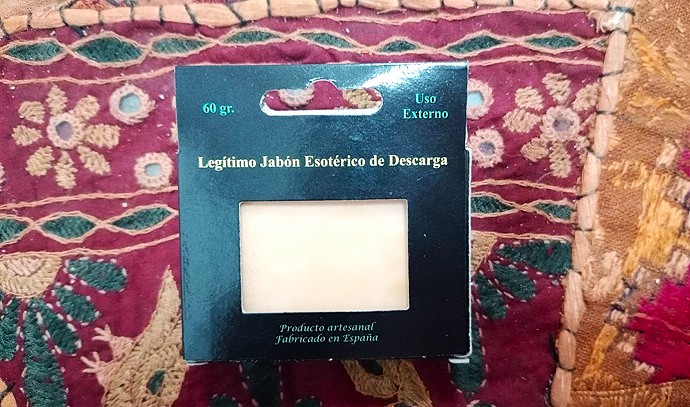 60 gr.
Uso
Externo
Legítimo Jabón Esotérico de Descarga
Producto artesanal
Fabricado en España